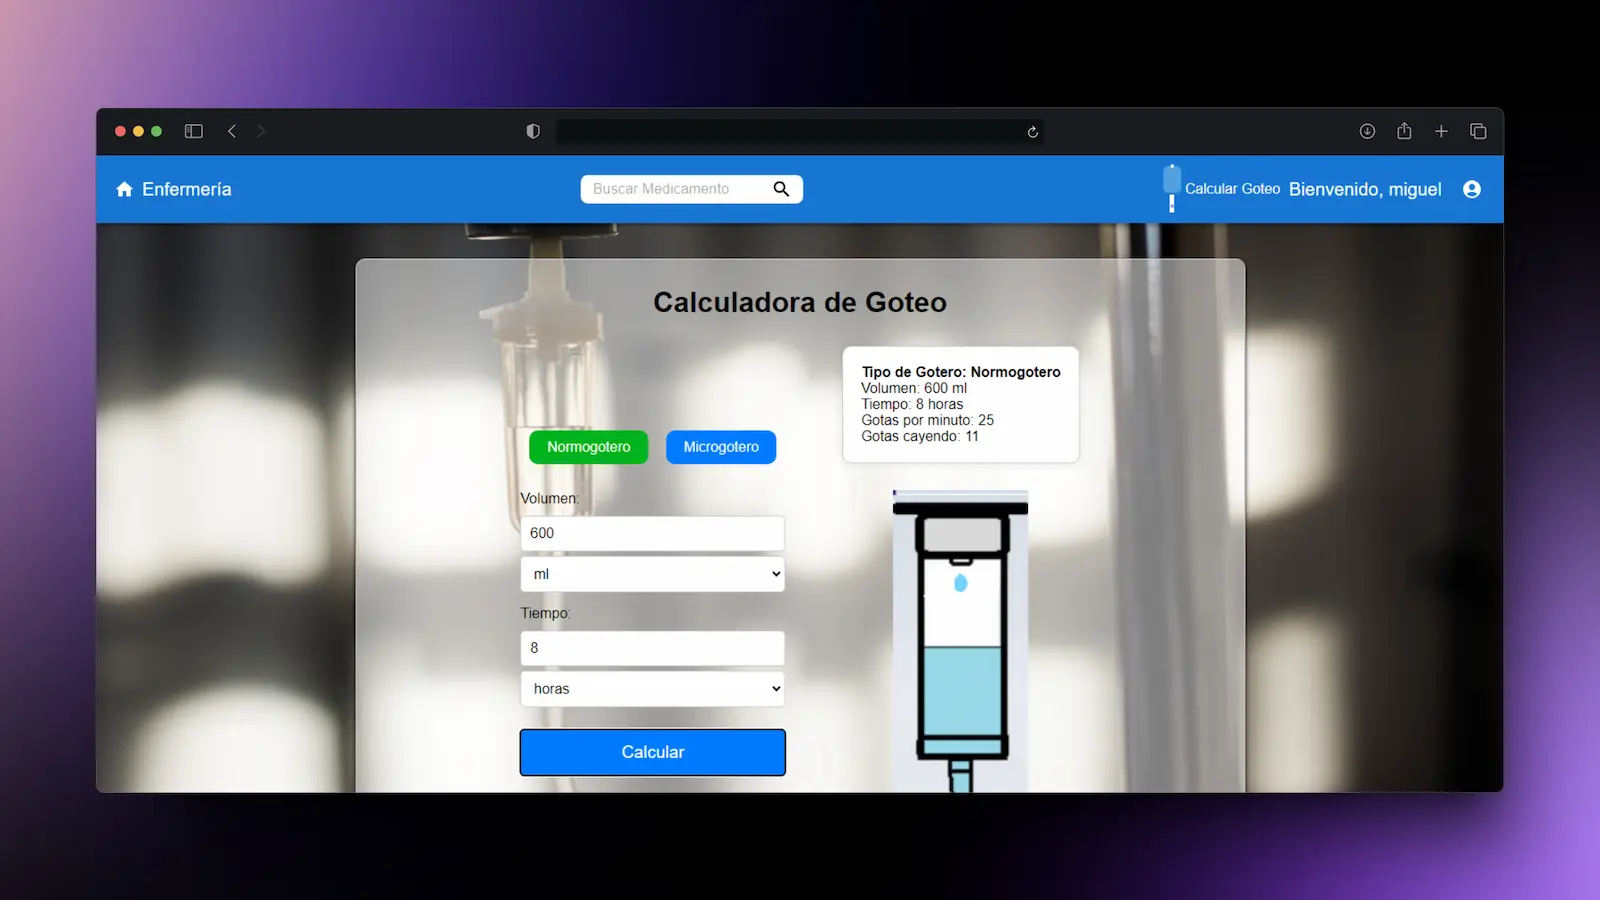 Enfermería
Buscar Medicamento
Calcular Goteo
Bienvenido, miguel
Calculadora de Goteo
Tipo de Gotero: Normogotero
Volumen: 600 ml
Tiempo: 8 horas
Gotas por minuto: 25
Gotas cayendo: 11
Normogotero
Microgotero
Volumen:
600
ml
Tiempo:
8
horas
Calcular